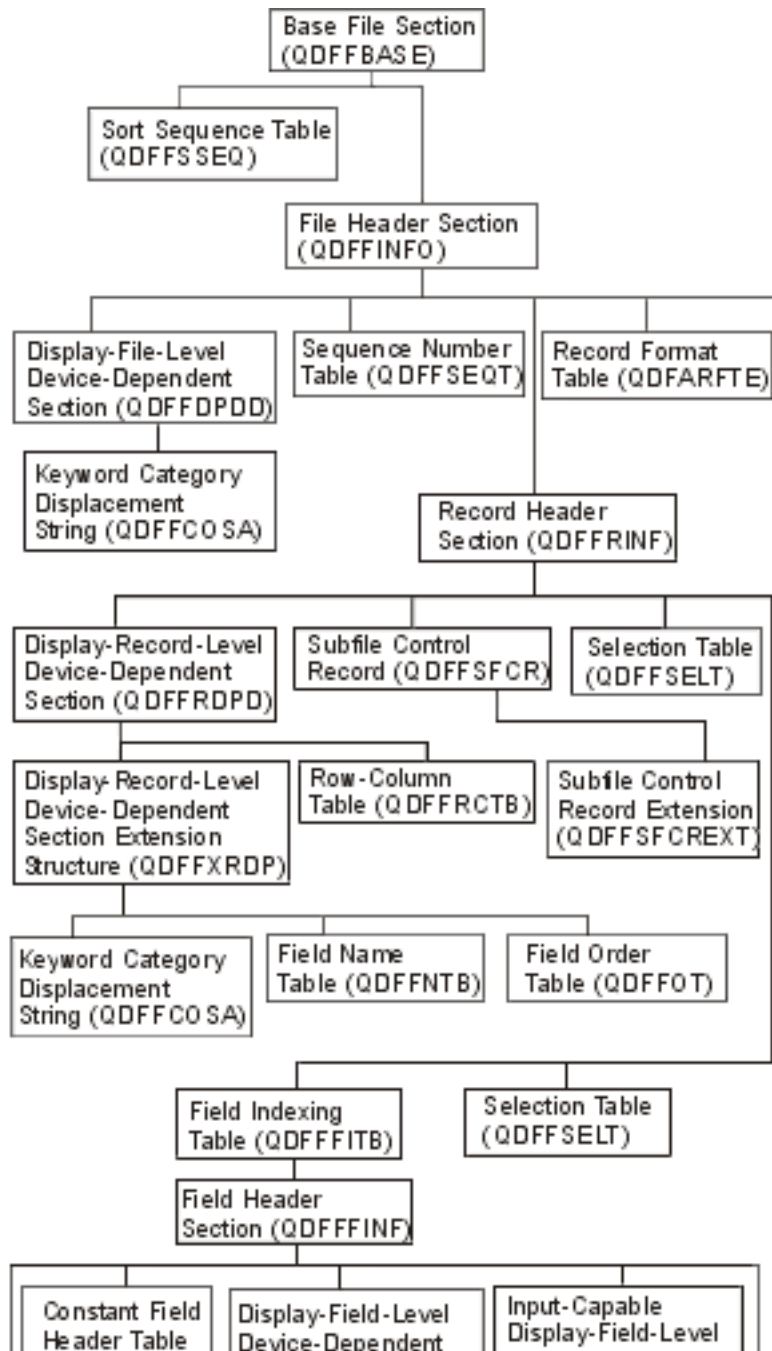 Base File Section
(QDFFBASE)
Sort Sequence Table
(QDFFSSEQ)
File Header Section
(QDFFINFO)
Display-File-Level
Device-Dependent
Section (QDFFDPDD)
Sequence Number
Table (QDFFSEQT)
Record Format
Table (QDFARFTE)
Keyword Category
Displacement
String (QDFFCOSA)
Record Header
Section (QDFFRINF)
Display-Record-Level
Device-Dependent
Section (QDFFRDPD)
Subfile Control
Record (QDFFSFCR)
Selection Table
(QDFFSELT)
Display-Record-Level
Device-Dependent
Section Extension
Structure (QDFFXRDP)
Row-Column
Table (QDFFRCTB)
Subfile Control
Record Extension
(QDFFSFCREXT)
Keyword Category
Displacement
String (QDFFCOSA)
Field Name
Table (QDFFNTB)
Field Order
Table (QDFFOT)
Field Indexing
Table (QDFFFITB)
Selection Table
(QDFFSELT)
Field Header
Section (QDFFFINF)
Constant Field
Header Table
Display-Field-Level
Device-Dependent
Input-Capable
Display-Field-Level